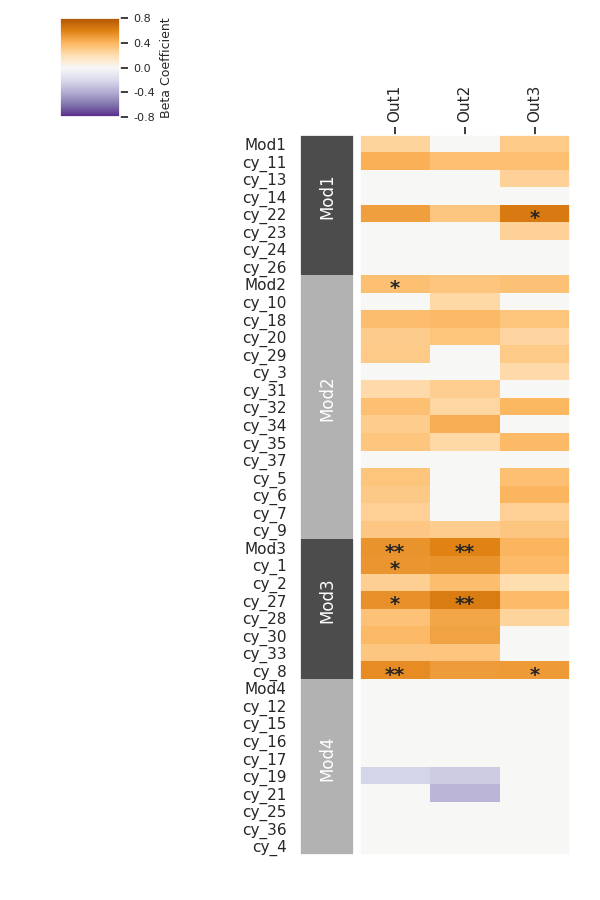 0.8
0.4
0.0
-0.4
-0.8
Beta Coefficient
Out1
Out2
Out3
Mod1
cy_11
cy_13
cy_14
cy_22 *
cy_23
cy_24
cy_26
Mod1
Mod2 *
cy_10
cy_18
cy_20
cy_29
cy_3
cy_31
cy_32
cy_34
cy_35
cy_37
cy_5
cy_6
cy_7
cy_9
Mod2
Mod3 ** **
cy_1 *
cy_2
cy_27 * **
cy_28
cy_30
cy_33
cy_8 ** *
Mod3
Mod4
cy_12
cy_15
cy_16
cy_17
cy_19
cy_21
cy_25
cy_36
cy_4
Mod4